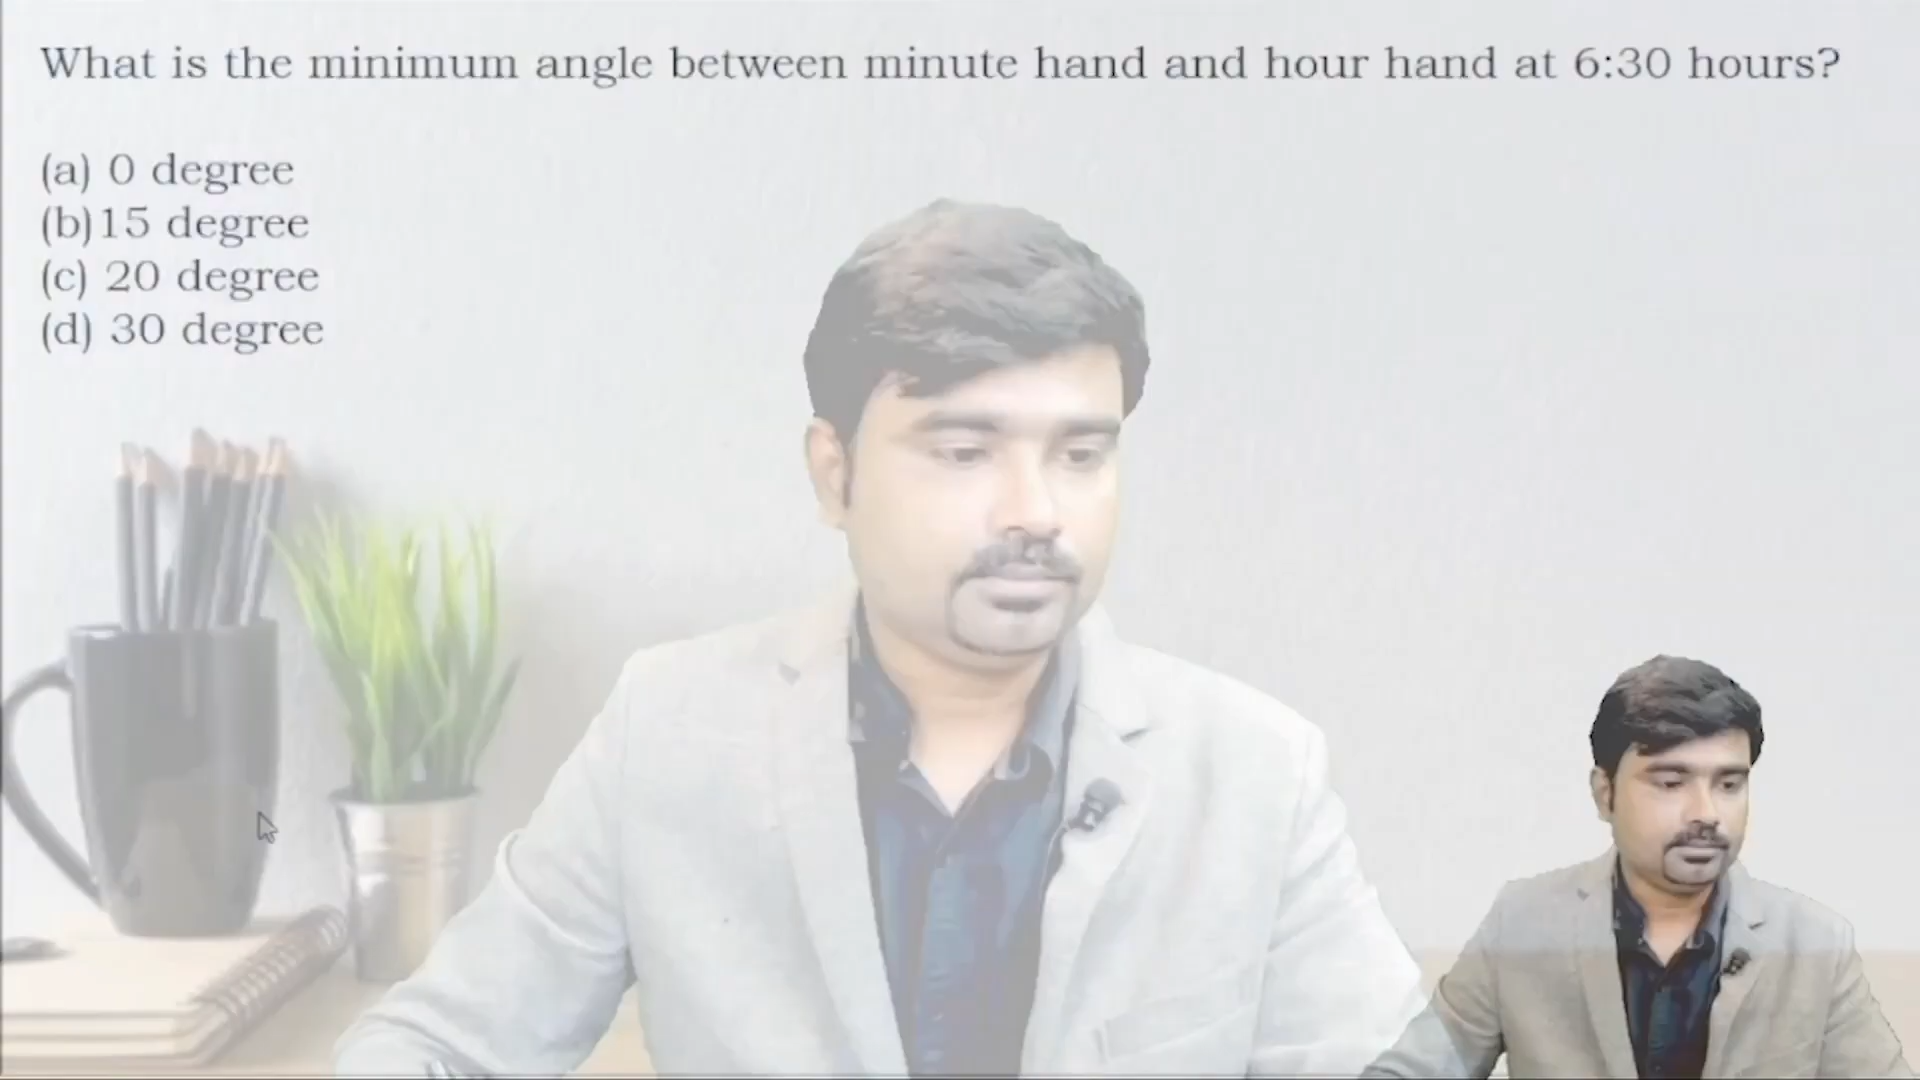 What is the minimum angle between minute hand and hour hand at 6:30 hours?
(a) 0 degree
(b)15 degree
(c) 20 degree
(d) 30 degree